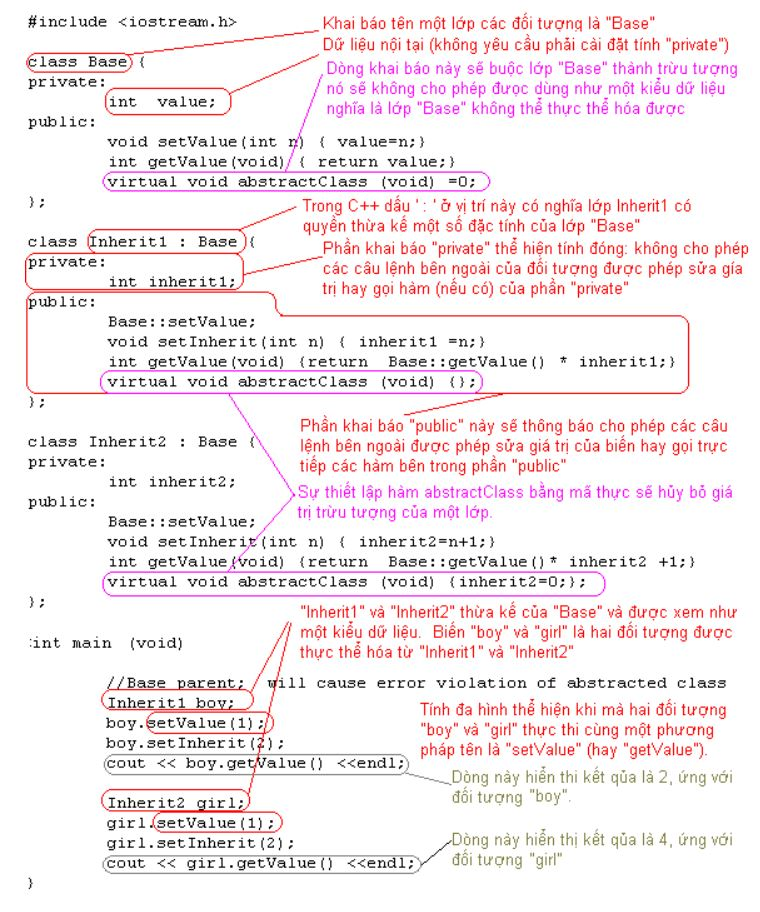 #include <iostream.h>
Khai báo tên một lớp các đối tượng là "Base"
Dữ liệu nội tại (không yêu cầu phải cài đặt tính "private")
class Base {
Dòng khai báo này sẽ buộc lớp "Base" thành trừu tượng
private:
nó sẽ không cho phép được dùng như một kiểu dữ liệu
int value;
nghĩa là lớp "Base" không thể thực thể hóa được
public:
void setValue(int n) { value=n;}
int getValue(void) { return value;}
virtual void abstractClass (void) =0;
};
Trong C++ dấu ' : ' ở vị trí này có nghĩa lớp Inherit1 có
quyền thừa kế một số đặc tính của lớp "Base"
class Inherit1 : Base {
Phần khai báo "private" thể hiện tính đóng: không cho phép
private:
các câu lệnh bên ngoài của đối tượng được phép sửa gía
int inherit1;
trị hay gọi hàm (nếu có) của phần "private"
public:
Base::setValue;
void setInherit(int n) { inherit1 =n;}
int getValue(void) {return Base::getValue() * inherit1;}
virtual void abstractClass (void) {};
};
Phần khai báo "public" này sẽ thông báo cho phép các câu
lệnh bên ngoài được phép sửa giá trị của biến hay gọi trực
class Inherit2 : Base {
tiếp các hàm bên trong phần "public"
private:
int inherit2;
Sự thiết lập hàm abstractClass bằng mã thực sẽ hủy bỏ giá
public:
trị trừu tượng của một lớp.
Base::setValue;
void setInherit(int n) { inherit2=n+1;}
int getValue(void) {return Base::getValue()* inherit2 +1;}
virtual void abstractClass (void) {inherit2=0;};
};
"Inherit1" và "Inherit2" thừa kế của "Base" và được xem như
một kiểu dữ liệu. Biến "boy" và "girl" là hai đối tượng được
int main (void)
thực thể hóa từ "Inherit1" và "Inherit2"
//Base parent; will cause error violation of abstracted class
Inherit1 boy;
Tính đa hình thể hiện khi mà hai đối tượng
boy.setValue(1);
"boy" và "girl" thực thi cùng một phương
boy.setInherit(2);
pháp tên là "setValue" (hay "getValue").
cout << boy.getValue() <<endl;
Dòng này hiển thi kết qủa là 2, ứng với
đối tượng "boy".
Inherit2 girl;
girl.setValue(1);
girl.setInherit(2);
Dòng này hiển thị kết qủa là 4, ứng với
cout << girl.getValue() <<endl;
đối tượng "girl"
}